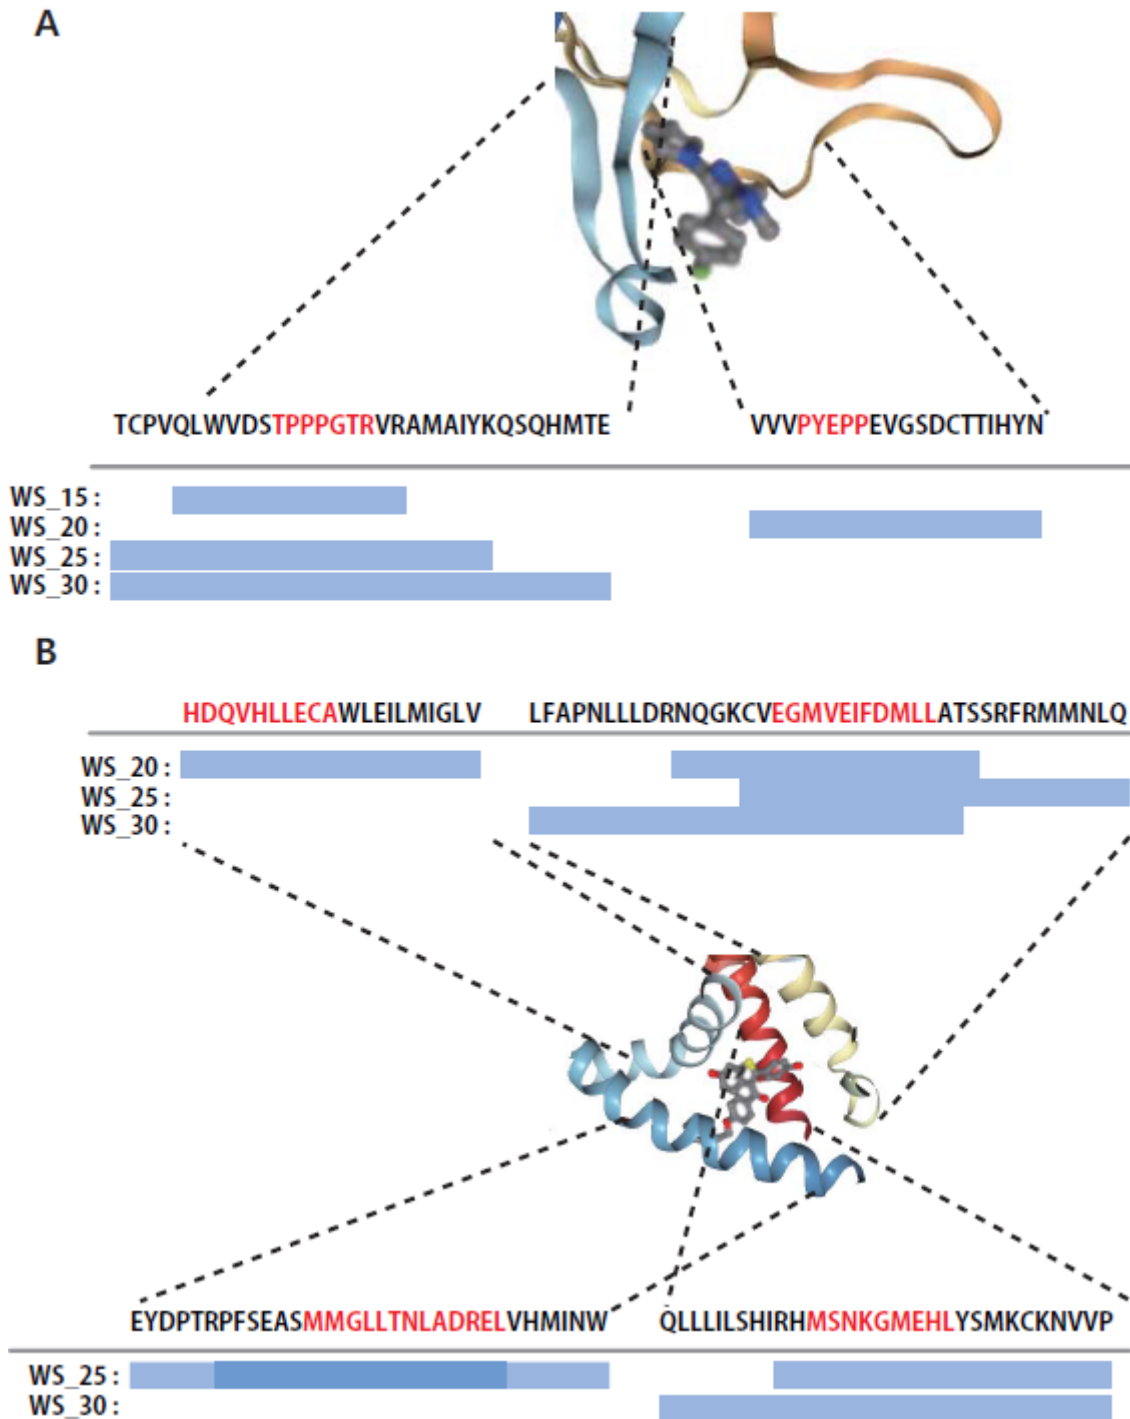 A
TCPVQLWVDSTPPPGTRVRAMAIYKQSQHMTE VVVPYEPPEVGSDCTTIHYN
WS_15 :
WS_20 :
WS_25 :
WS_30 :
B
HDQVHLLECAWLEILMIGLV LFAPNLLLDRNQGKCVEGMVEIFDMLLATSSRFRMMNLQ
WS_20 :
WS_25 :
WS_30 :
EYDPTRPFSEASMMGLLTNLADRELVHMINW QLLLILSHIRHMSNKGMEHLYSMKCKNVVP
WS_25 :
WS_30 :